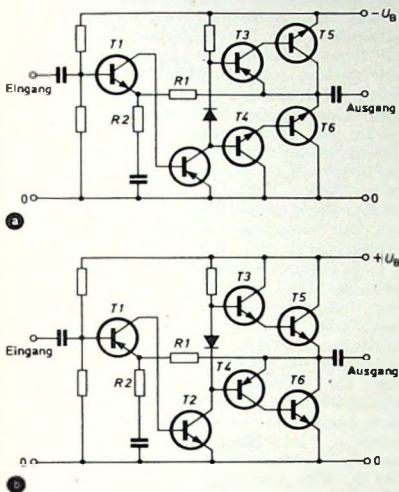 −U_B
T1
T3
T5
Eingang
R1
R2
T4
Ausgang
T6
0
0
a
+U_B
T1
T3
T5
Eingang
R1
T4
Ausgang
R2
T6
T2
0
0
b